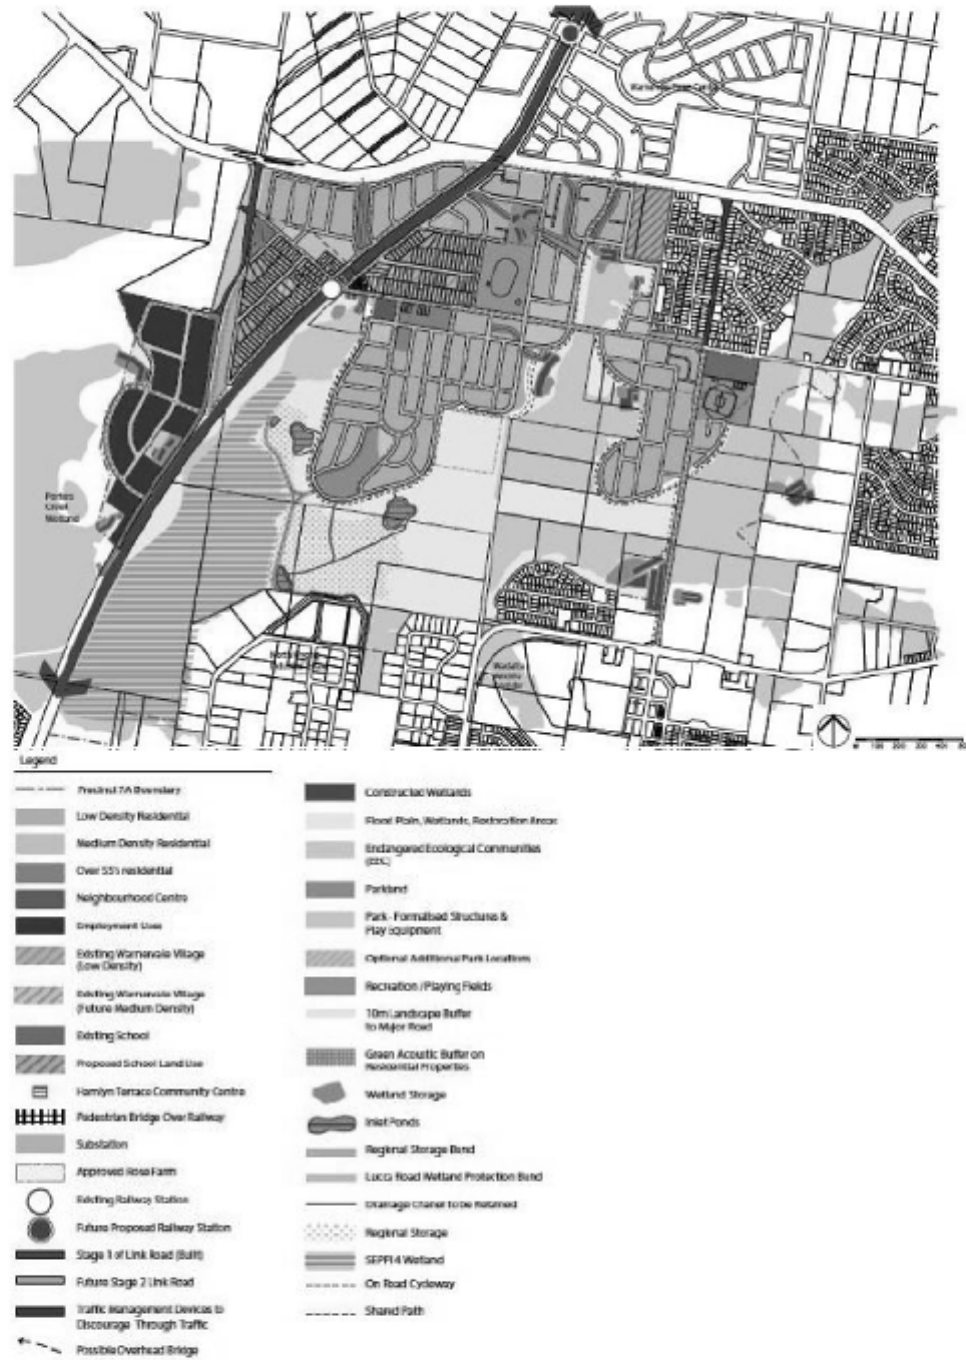 Porters
Creek
Wetland
Legend
Precinct 7A Boundary
Low Density Residential
Medium Density Residential
Over 55's residential
Neighbourhood Centre
Employment Uses
Existing Warnervale Village
(Low Density)
Existing Warnervale Village
(Future Medium Density)
Existing School
Proposed School Land Use
Hamlyn Terrace Community Centre
Pedestrian Bridge Over Railway
Substation
Approved Rose Farm
Existing Railway Station
Future Proposed Railway Station
Stage 1 of Link Road (Built)
Future Stage 2 Link Road
Traffic Management Devices to
Discourage Through Traffic
Possible Overhead Bridge
Constructed Wetlands
Flood Plain, Wetlands, Restoration Areas
Endangered Ecological Communities
(EEC)
Parkland
Park - Formalised Structures &
Play Equipment
Optional Additional Park Locations
Recreation / Playing Fields
10m Landscape Buffer
to Major Road
Green Acoustic Buffer on
Residential Properties
Wetland Storage
Inlet Ponds
Regional Storage Bund
Lucca Road Wetland Protection Bund
Drainage Chanel to be Retained
Regional Storage
SEPP14 Wetland
On Road Cycleway
Shared Path